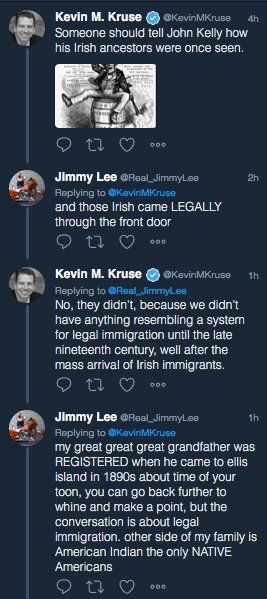 Kevin M. Kruse @KevinMKruse 4h
Someone should tell John Kelly how
his Irish ancestors were once seen.
Jimmy Lee @Real_JimmyLee 2h
Replying to @KevinMKruse
and those Irish came LEGALLY
through the front door
Kevin M. Kruse @KevinMKruse 1h
Replying to @Real_JimmyLee
No, they didn't, because we didn't
have anything resembling a system
for legal immigration until the late
nineteenth century, well after the
mass arrival of Irish immigrants.
Jimmy Lee @Real_JimmyLee 1h
Replying to @KevinMKruse
my great great great grandfather was
REGISTERED when he came to ellis
island in 1890s about time of your
toon, you can go back further to
whine and make a point, but the
conversation is about legal
immigration. other side of my family is
American Indian the only NATIVE
Americans